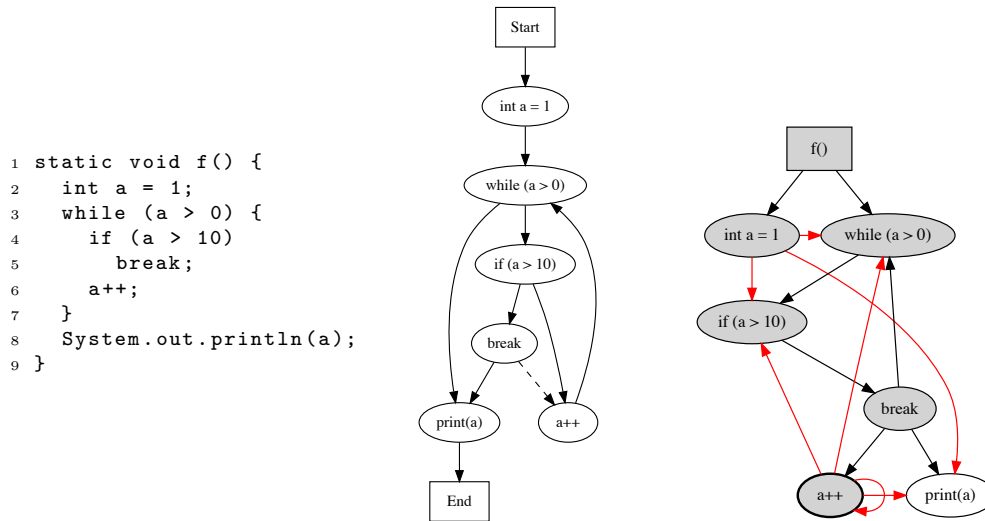 1 static void f() {
2   int a = 1;
3   while (a > 0) {
4     if (a > 10)
5       break;
6     a++;
7   }
8   System.out.println(a);
9 }
Start
int a = 1
while (a > 0)
if (a > 10)
break
print(a)
a++
End
f()
int a = 1
while (a > 0)
if (a > 10)
break
a++
print(a)